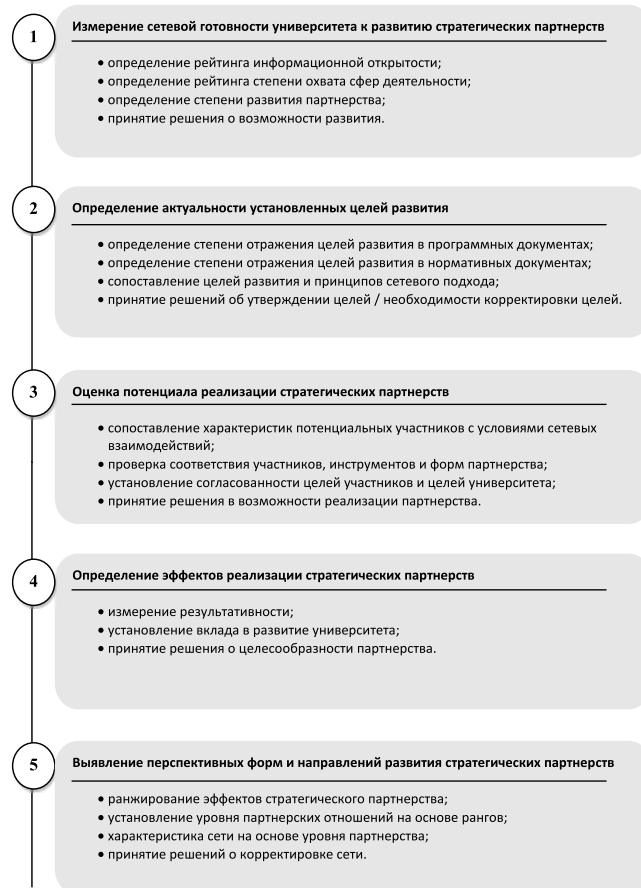 1
Измерение сетевой готовности университета к развитию стратегических партнерств
• определение рейтинга информационной открытости;
• определение рейтинга степени охвата сфер деятельности;
• определение степени развития партнерства;
• принятие решения о возможности развития.
2
Определение актуальности установленных целей развития
• определение степени отражения целей развития в программных документах;
• определение степени отражения целей развития в нормативных документах;
• сопоставление целей развития и принципов сетевого подхода;
• принятие решений об утверждении целей / необходимости корректировки целей.
3
Оценка потенциала реализации стратегических партнерств
• сопоставление характеристик потенциальных участников с условиями сетевых
взаимодействий;
• проверка соответствия участников, инструментов и форм партнерства;
• установление согласованности целей участников и целей университета;
• принятие решения в возможности реализации партнерства.
4
Определение эффектов реализации стратегических партнерств
• измерение результативности;
• установление вклада в развитие университета;
• принятие решения о целесообразности партнерства.
5
Выявление перспективных форм и направлений развития стратегических партнерств
• ранжирование эффектов стратегического партнерства;
• установление уровня партнерских отношений на основе рангов;
• характеристика сети на основе уровня партнерства;
• принятие решений о корректировке сети.